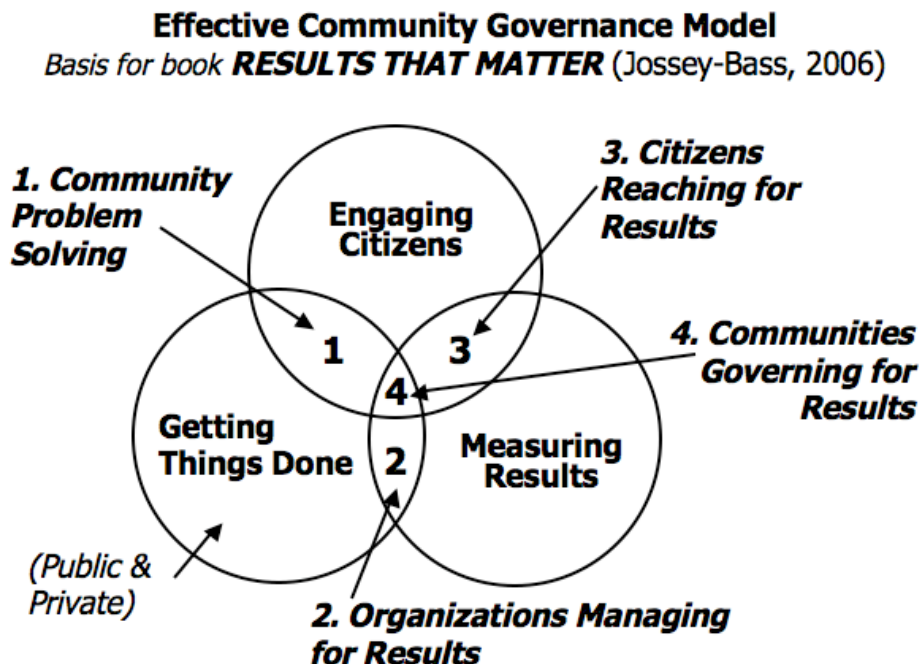 Effective Community Governance Model
Basis for book RESULTS THAT MATTER (Jossey-Bass, 2006)
1. Community
Problem
Solving
3. Citizens
Reaching for
Results
Engaging
Citizens
1
3
4
4. Communities
Governing for
Results
Getting
Things Done
2
Measuring
Results
(Public &
Private)
2. Organizations Managing
for Results